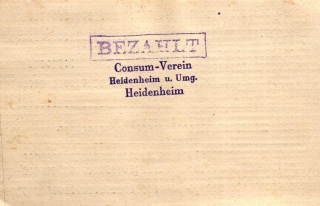 BEZAHLT
Consum-Verein
Heidenheim u. Umg.
Heidenheim